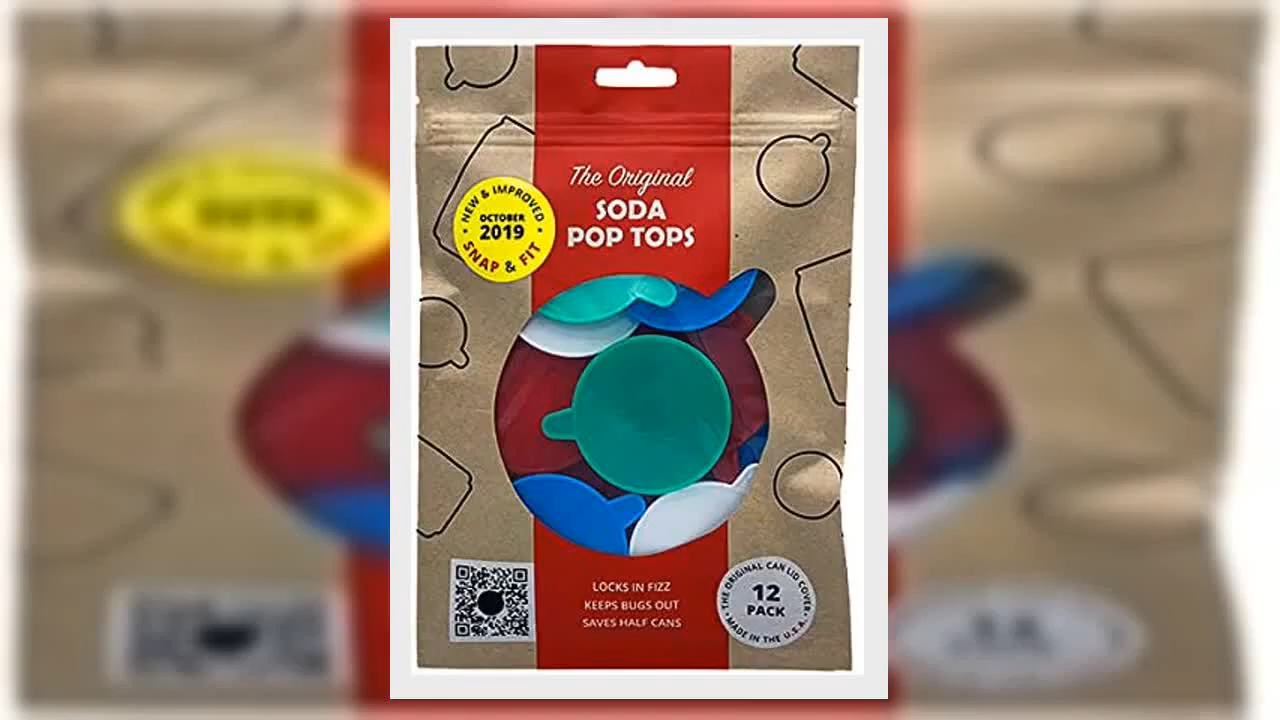 The Original
SODA
POP TOPS
NEW & IMPROVED
OCTOBER
2019
SNAP & FIT
LOCKS IN FIZZ
KEEPS BUGS OUT
SAVES HALF CANS
THE ORIGINAL CAN LID COVER
12
PACK
MADE IN THE U.S.A.